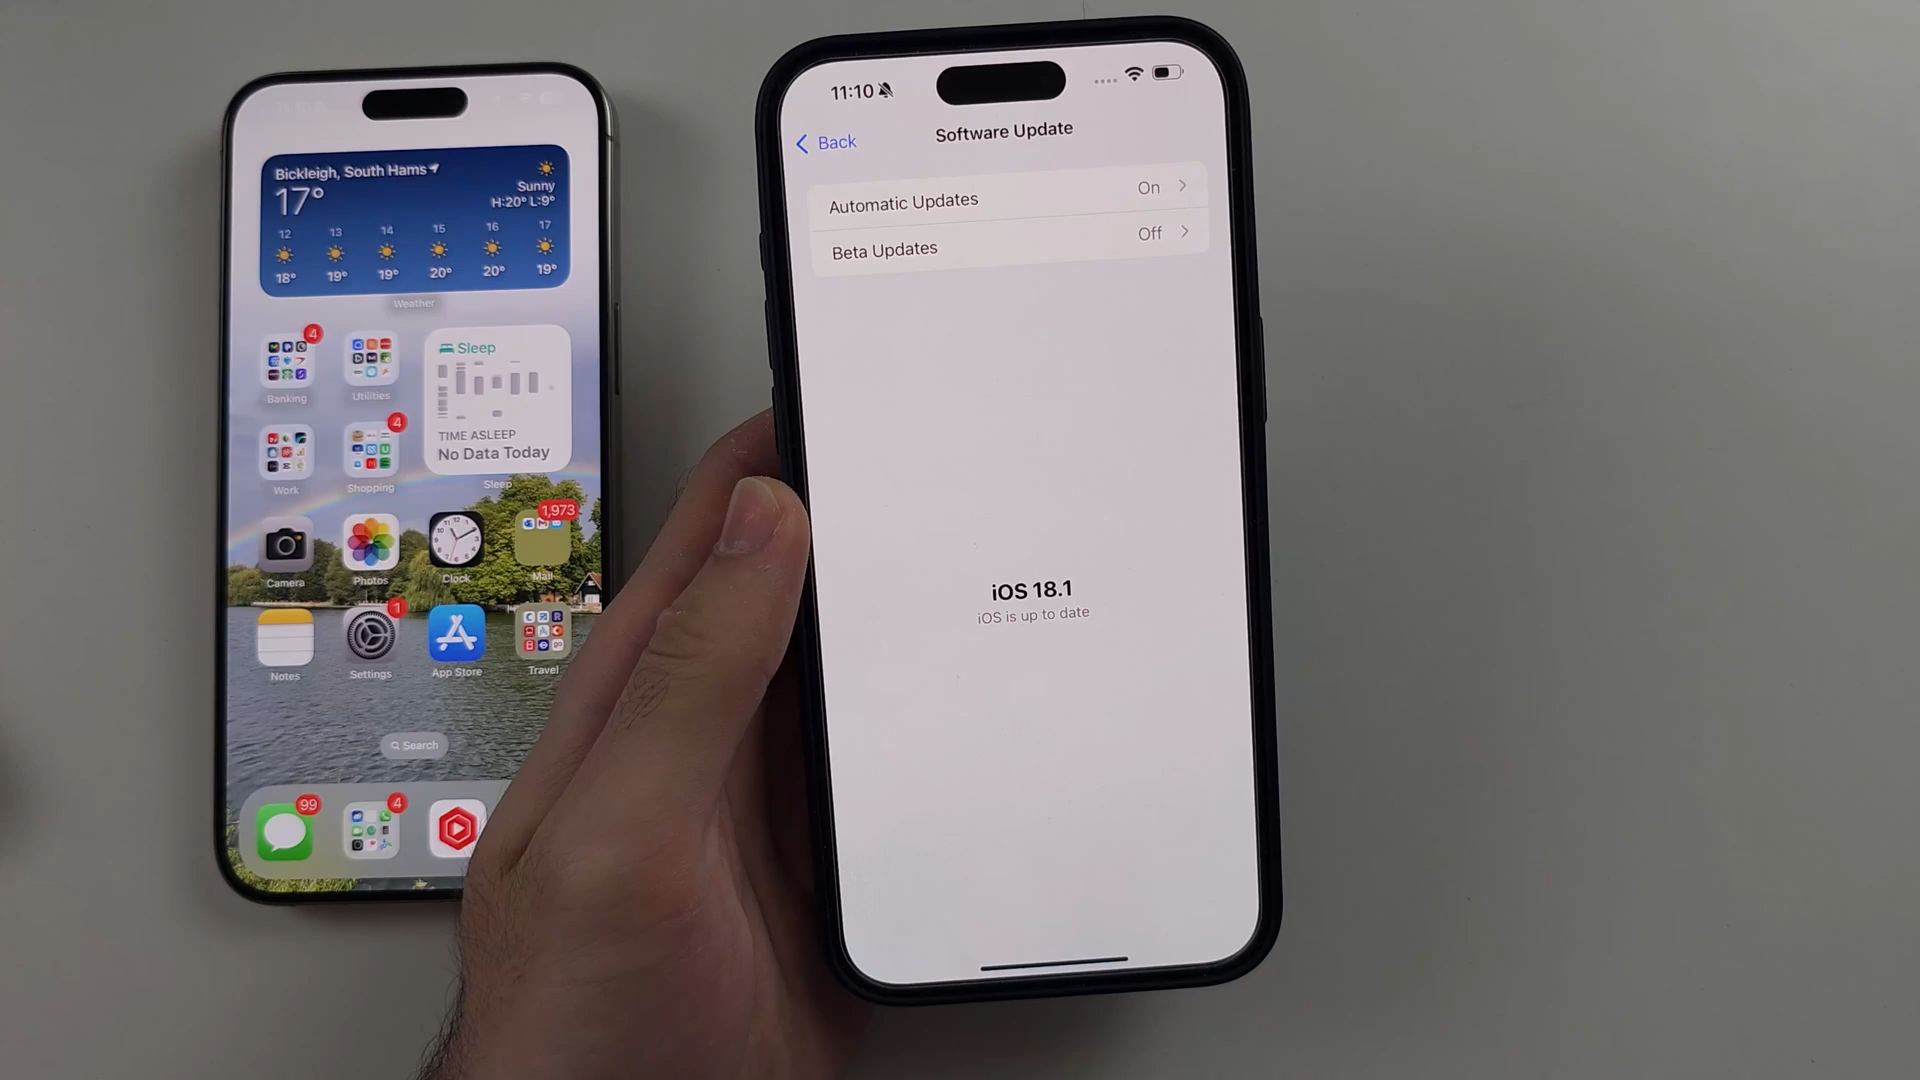 Bickleigh, South Hams
17°
Sunny
H:20° L:9°
12 13 14 15 16 17
18° 19° 19° 20° 20° 19°
Weather
4
Banking
Utilities
Sleep
TIME ASLEEP
No Data Today
Sleep
4
Work
Shopping
1,973
Camera
Photos
Clock
Mail
1
Notes
Settings
App Store
Travel
Search
99
4
11:10
Back
Software Update
Automatic Updates On
Beta Updates Off
iOS 18.1
iOS is up to date